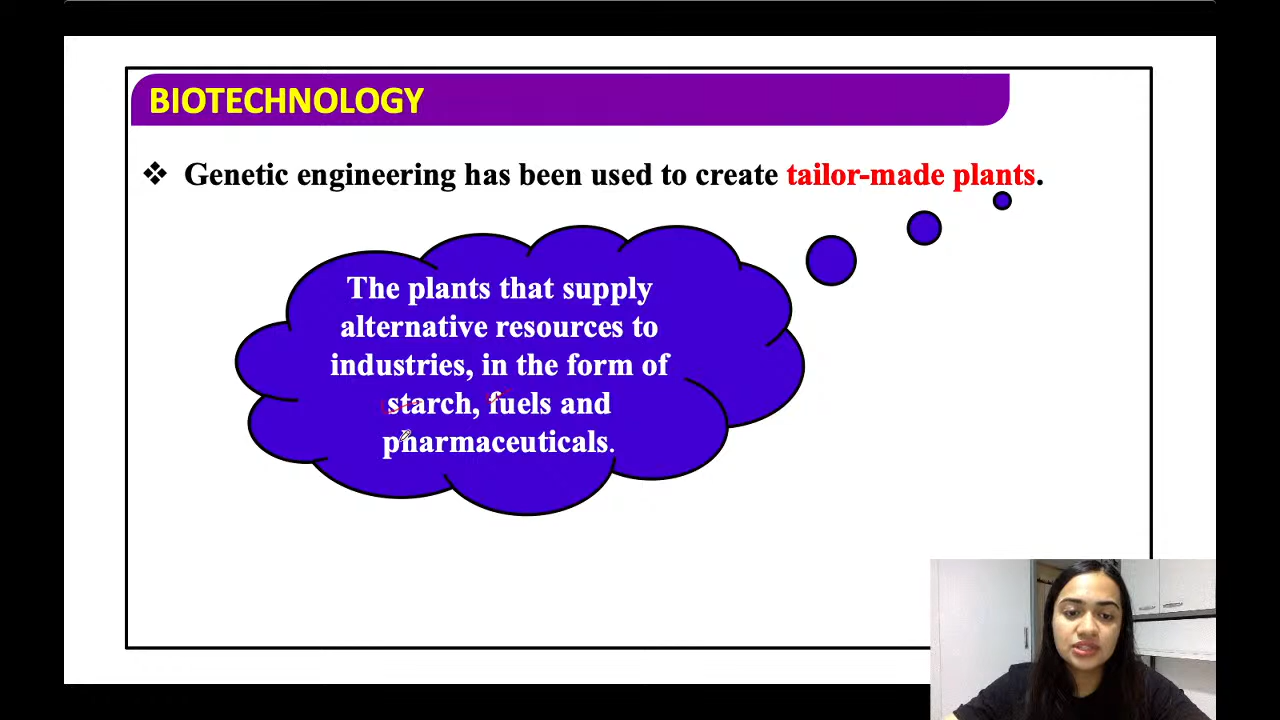 BIOTECHNOLOGY
❖ Genetic engineering has been used to create tailor-made plants.
The plants that supply
alternative resources to
industries, in the form of
starch, fuels and
pharmaceuticals.